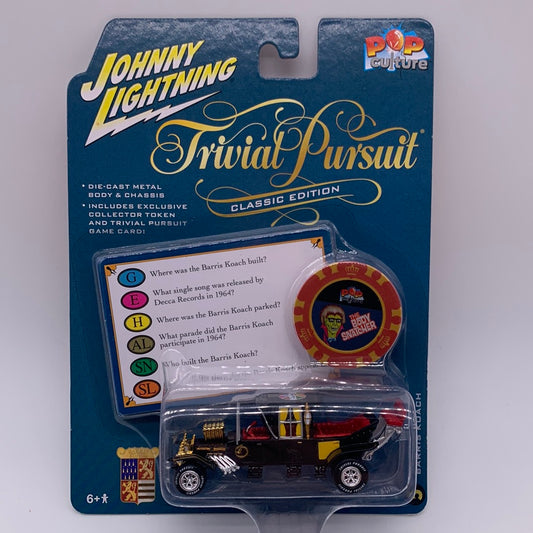 JOHNNY
LIGHTNING
POP
culture
Trivial Pursuit®
CLASSIC EDITION
• DIE-CAST METAL
BODY & CHASSIS
• INCLUDES EXCLUSIVE
COLLECTOR TOKEN
AND TRIVIAL PURSUIT
GAME CARD!
G Where was the Barris Koach built?
E What single song was released by
Decca Records in 1964?
H Where was the Barris Koach parked?
AL What parade did the Barris Koach
participate in 1964?
SN Who built the Barris Koach?
SL
POP
culture
THE
BODY
SNATCHER
BARRIS KOACH
6+